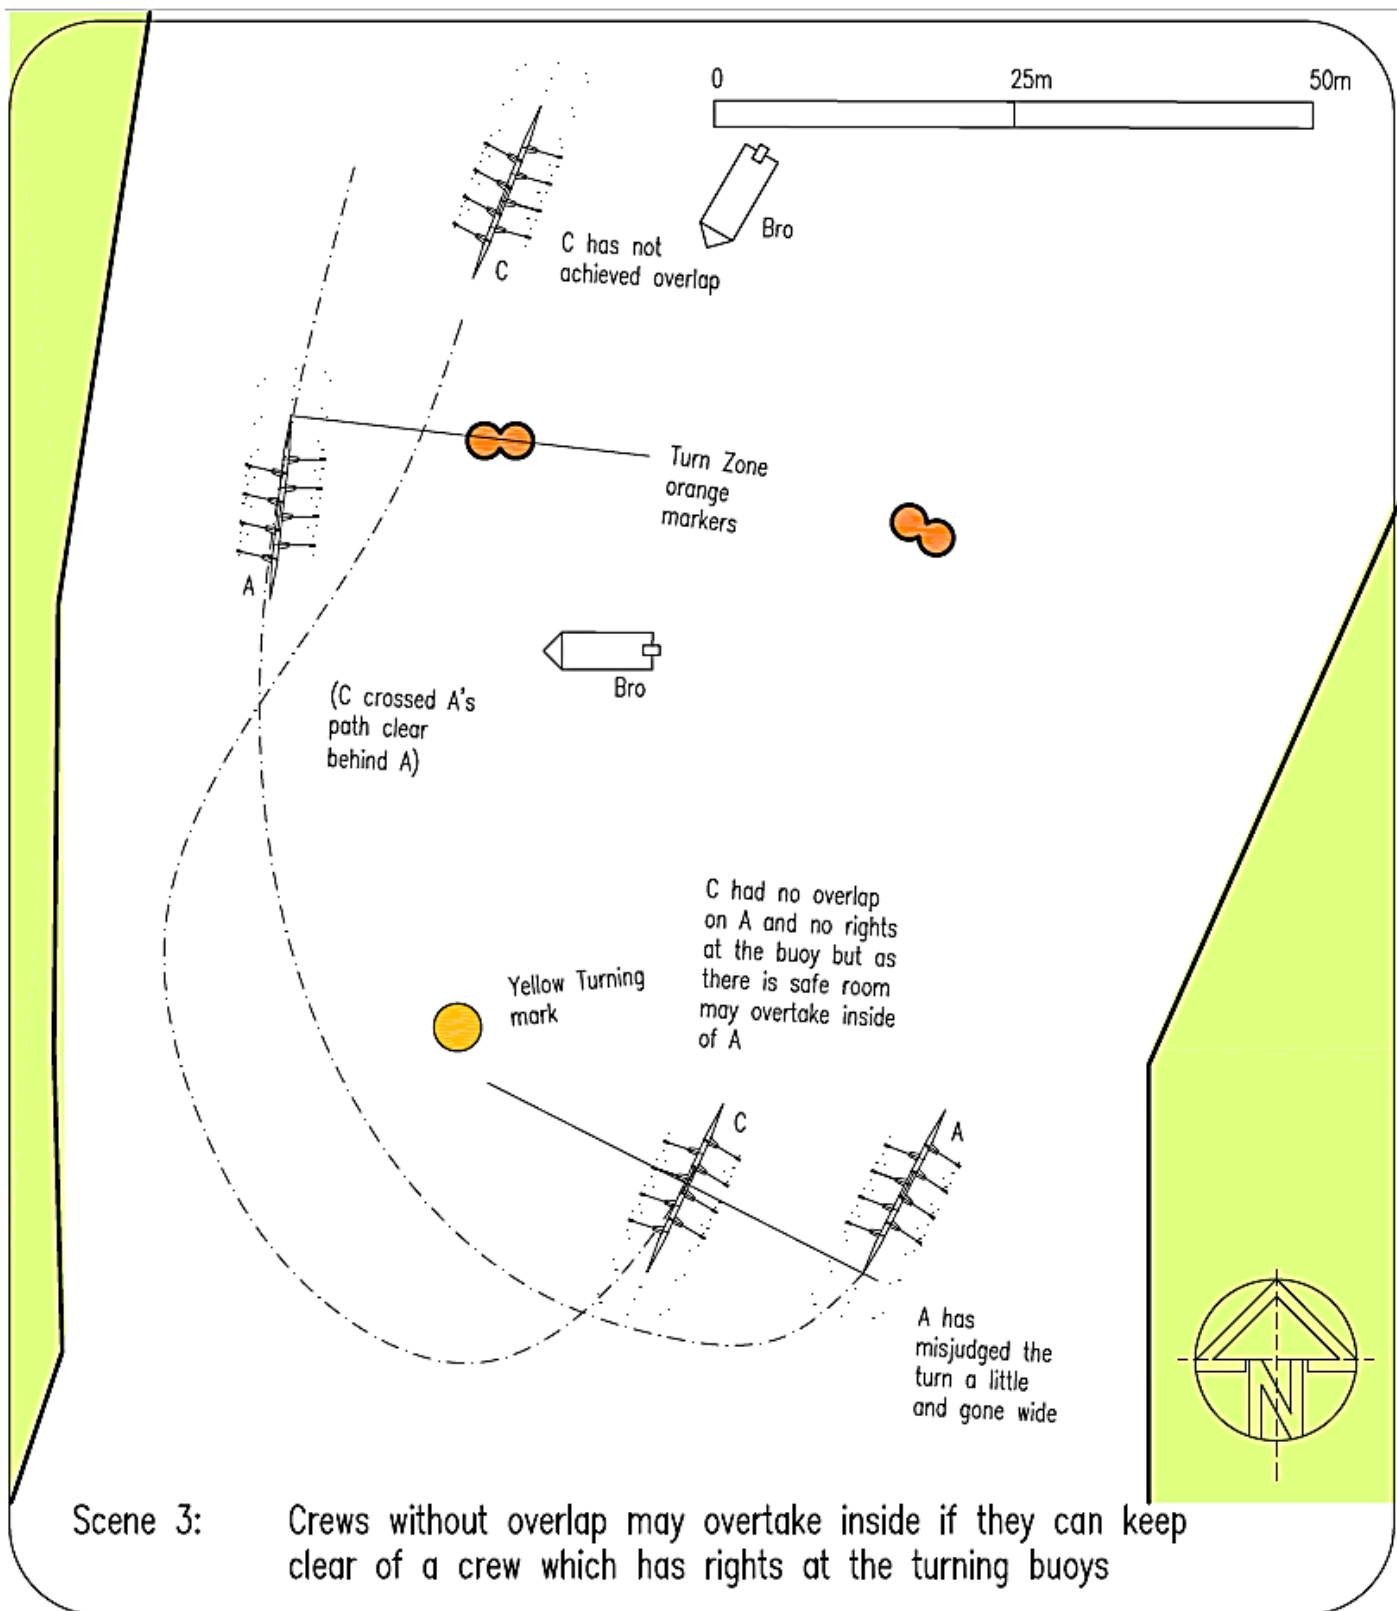 0 25m 50m
Bro
C has not
achieved overlap
C
Turn Zone
orange
markers
A
Bro
(C crossed A's
path clear
behind A)
C had no overlap
on A and no rights
at the buoy but as
there is safe room
may overtake inside
of A
Yellow Turning
mark
C
A
A has
misjudged the
turn a little
and gone wide
N
Scene 3: Crews without overlap may overtake inside if they can keep
clear of a crew which has rights at the turning buoys